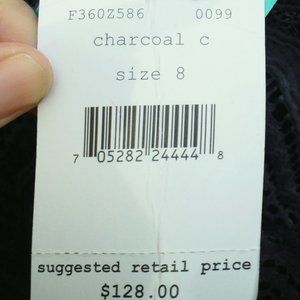 F360Z586 0099
charcoal c
size 8
7 05282 24444 8
suggested retail price
$128.00